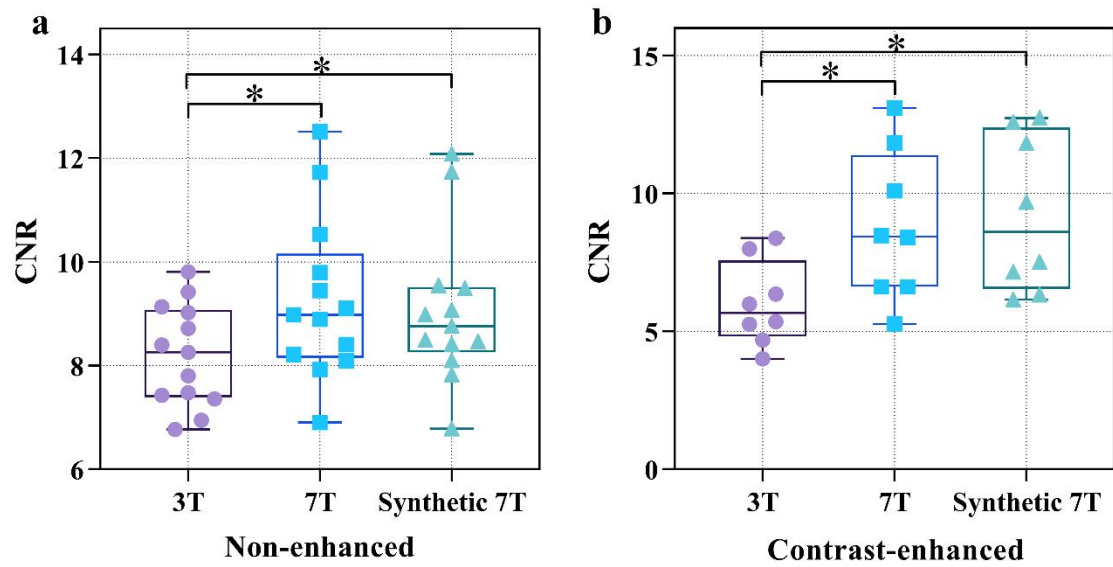 a
14
12
10
8
6
CNR
*
*
3T
7T
Synthetic 7T
Non-enhanced
b
15
10
5
0
CNR
*
*
3T
7T
Synthetic 7T
Contrast-enhanced